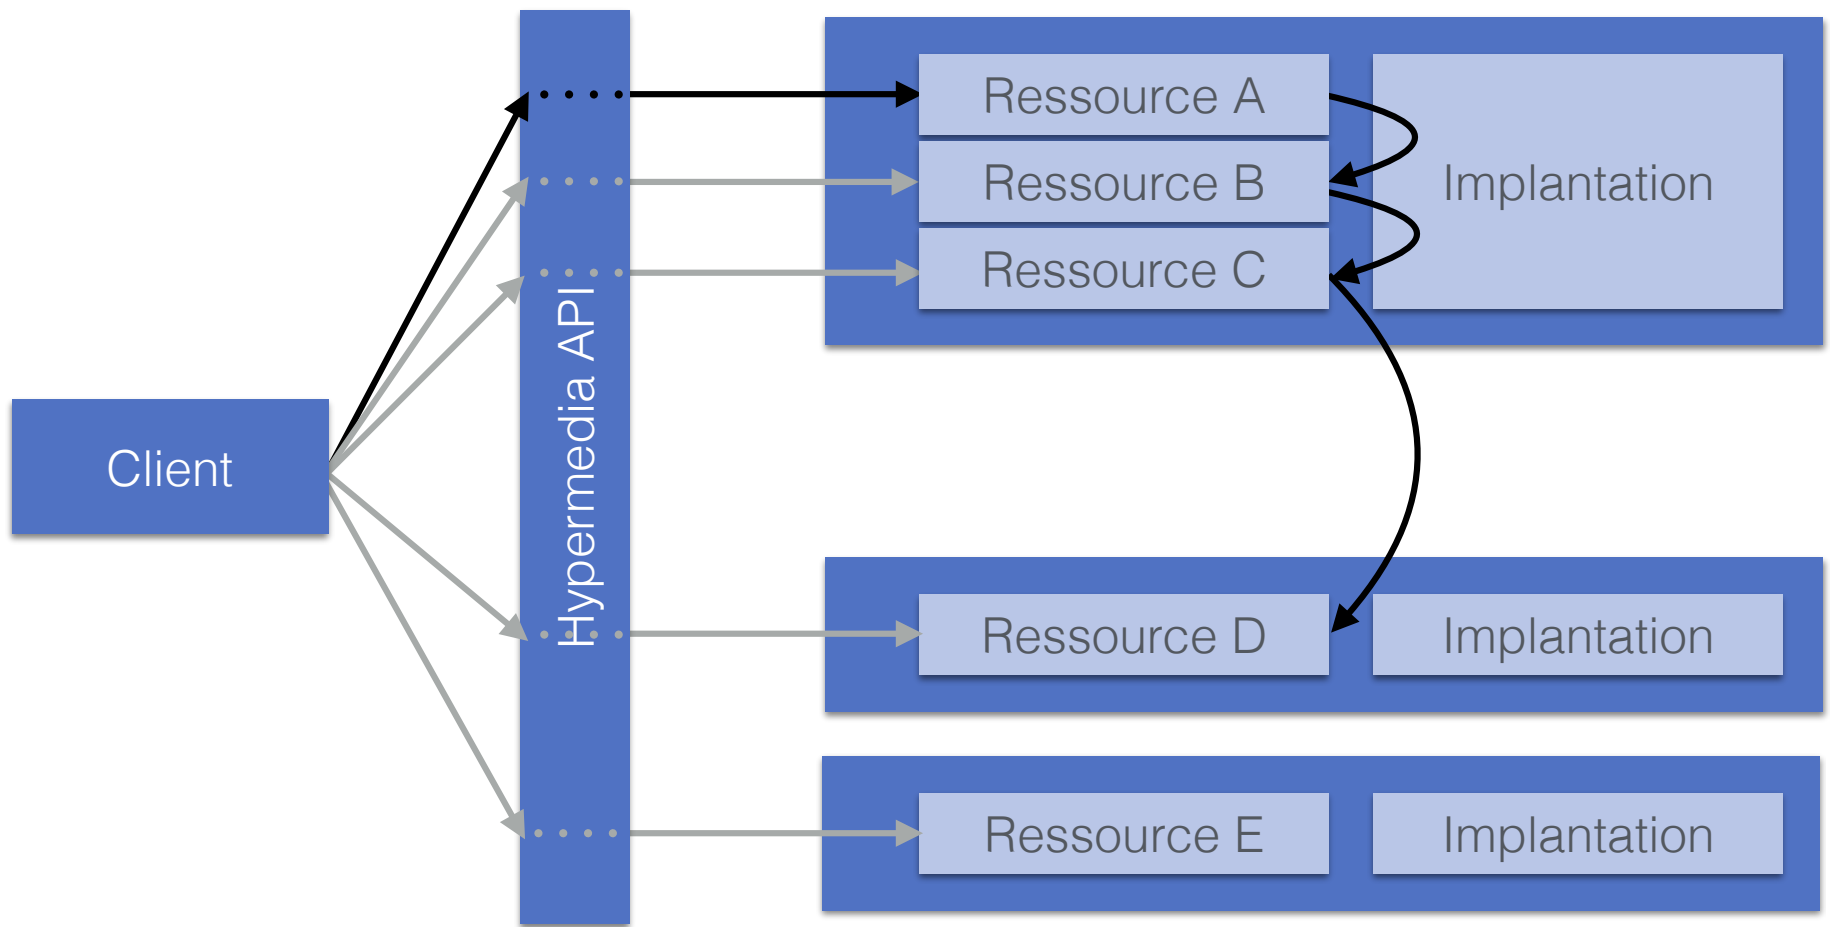 Client
Hypermedia API
Ressource A
Ressource B
Ressource C
Implantation
Ressource D
Implantation
Ressource E
Implantation